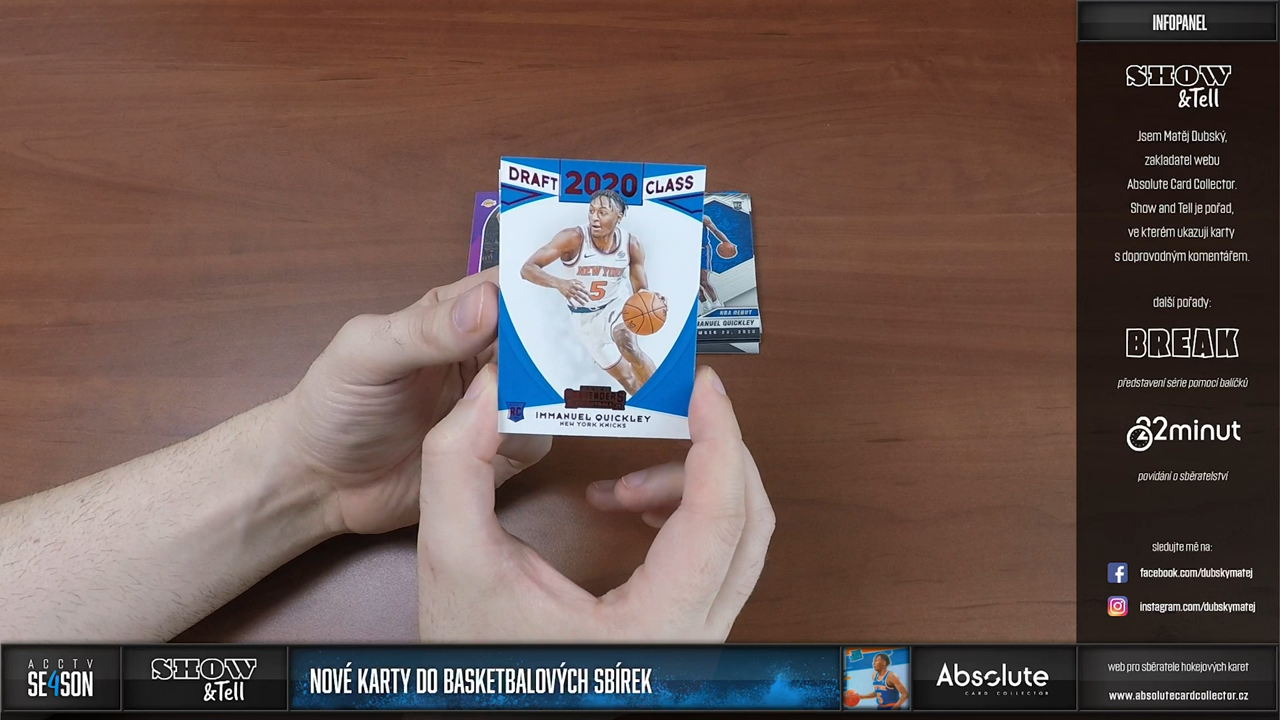 INFOPANEL
SHOW
&Tell
Jsem Matěj Dubský,
zakladatel webu
Absolute Card Collector.
Show and Tell je pořad,
ve kterém ukazuji karty
s doprovodným komentářem.
další pořady:
BREAK
představení série pomocí balíčků
22minut
povídání o sběratelství
sledujte mě na:
facebook.com/dubskymatej
instagram.com/dubskymatej
DRAFT 2020 CLASS
NEW YORK
5
RC
IMMANUEL QUICKLEY
NEW YORK KNICKS
NBA DEBUT
MANUEL QUICKLEY
ACCTV
SE4SON
SHOW
&Tell
NOVÉ KARTY DO BASKETBALOVÝCH SBÍREK
Absolute
CARD COLLECTOR
web pro sběratele hokejových karet
www.absolutecardcollector.cz